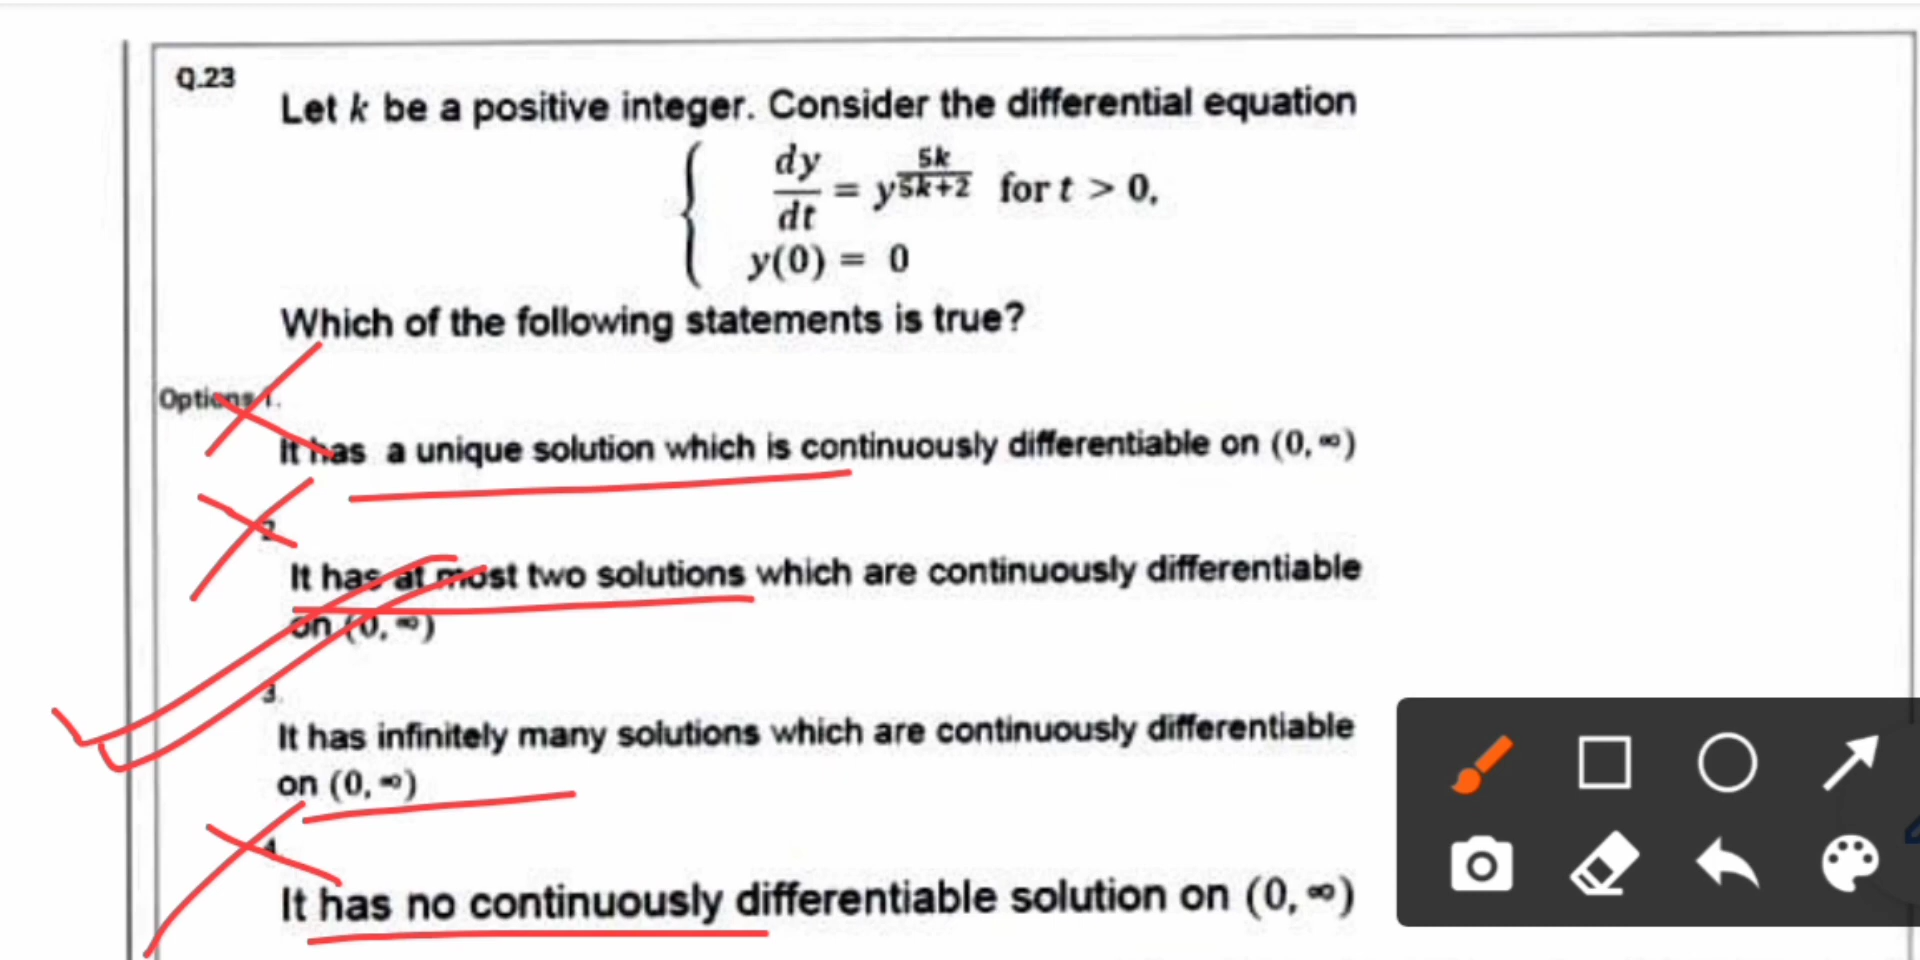 Q.23
Let k be a positive integer. Consider the differential equation
dy/dt = y^(5k/(5k+2)) for t > 0,
y(0) = 0
Which of the following statements is true?
Options 1.
It has a unique solution which is continuously differentiable on (0, ∞)
2.
It has at most two solutions which are continuously differentiable
on (0, ∞)
3.
It has infinitely many solutions which are continuously differentiable
on (0, ∞)
4.
It has no continuously differentiable solution on (0, ∞)